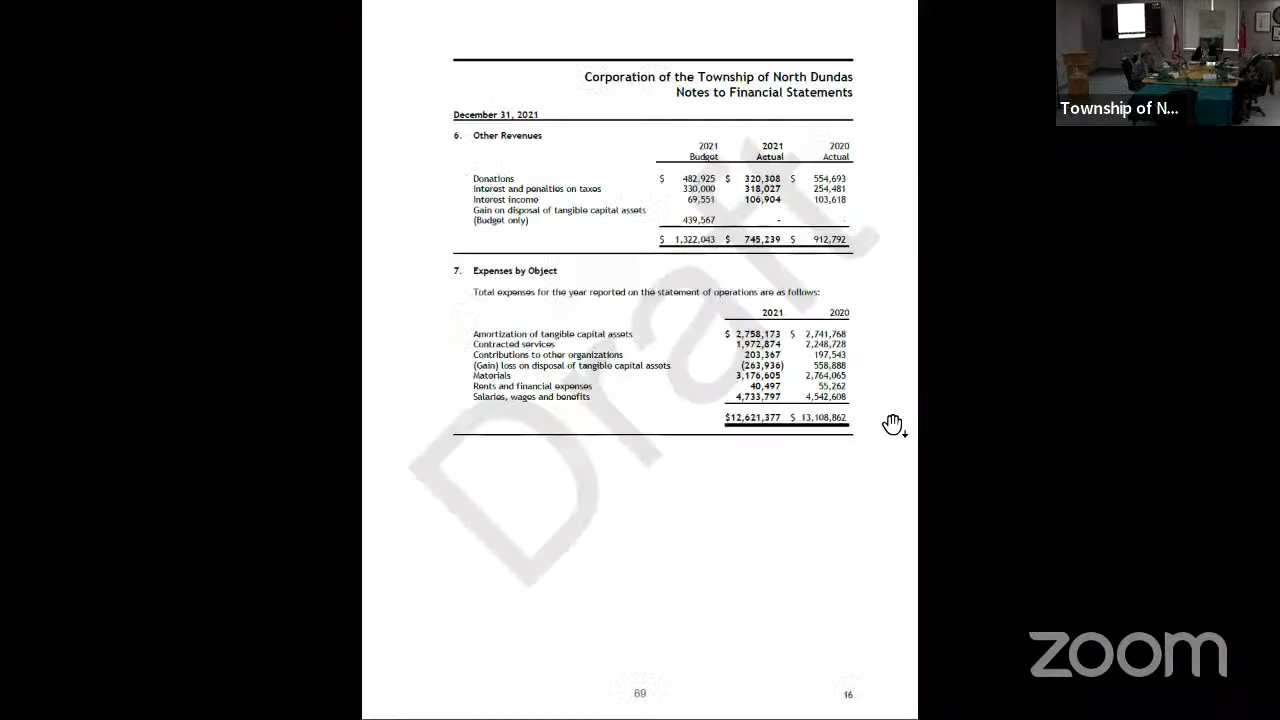 Corporation of the Township of North Dundas
Notes to Financial Statements
December 31, 2021
6. Other Revenues
2021 2021 2020
Budget Actual Actual
Donations $ 482,925 $ 320,308 $ 554,693
Interest and penalties on taxes 330,000 318,027 254,481
Interest income 69,551 106,904 103,618
Gain on disposal of tangible capital assets
(Budget only) 439,567 - -
$ 1,322,043 $ 745,239 $ 912,792
7. Expenses by Object
Total expenses for the year reported on the statement of operations are as follows:
2021 2020
Amortization of tangible capital assets $ 2,758,173 $ 2,741,768
Contracted services 1,972,874 2,248,728
Contributions to other organizations 203,367 197,543
(Gain) loss on disposal of tangible capital assets (263,936) 558,888
Materials 3,176,605 2,764,065
Rents and financial expenses 40,497 55,262
Salaries, wages and benefits 4,733,797 4,542,608
$12,621,377 $ 13,108,862
Draft
69 16
Township of N...
zoom